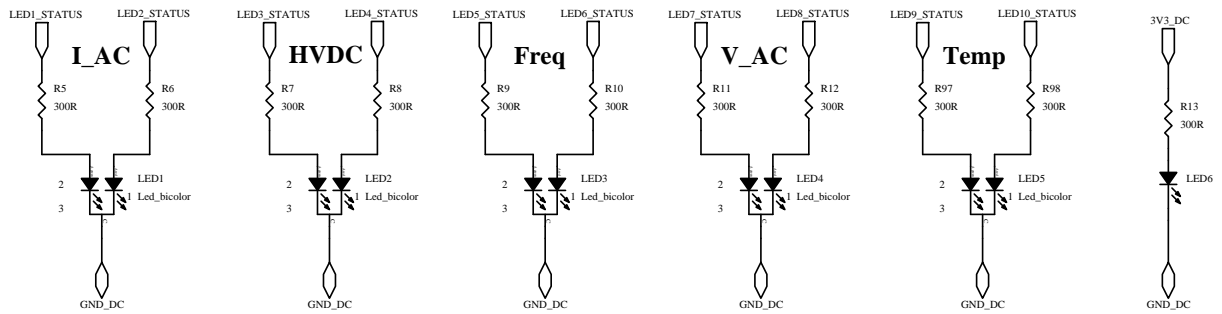 LED1_STATUS LED2_STATUS LED3_STATUS LED4_STATUS LED5_STATUS LED6_STATUS LED7_STATUS LED8_STATUS LED9_STATUS LED10_STATUS 3V3_DC
I_AC HVDC Freq V_AC Temp
R5 R6 R7 R8 R9 R10 R11 R12 R97 R98 R13
300R 300R 300R 300R 300R 300R 300R 300R 300R 300R 300R
LED1 LED2 LED3 LED4 LED5 LED6
2 2 2 2 2
1 Led_bicolor 1 Led_bicolor 1 Led_bicolor 1 Led_bicolor 1 Led_bicolor
3 3 3 3 3
GND_DC GND_DC GND_DC GND_DC GND_DC GND_DC